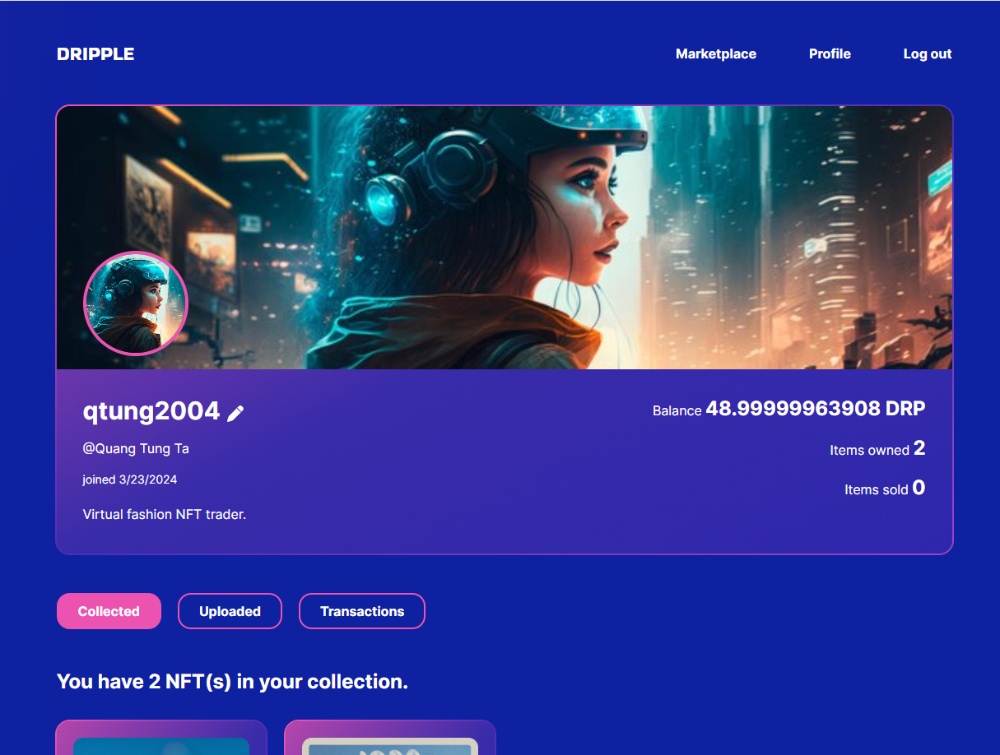 DRIPPLE
Marketplace
Profile
Log out
qtung2004
Balance 48.99999963908 DRP
@Quang Tung Ta
Items owned 2
joined 3/23/2024
Items sold 0
Virtual fashion NFT trader.
Collected
Uploaded
Transactions
You have 2 NFT(s) in your collection.